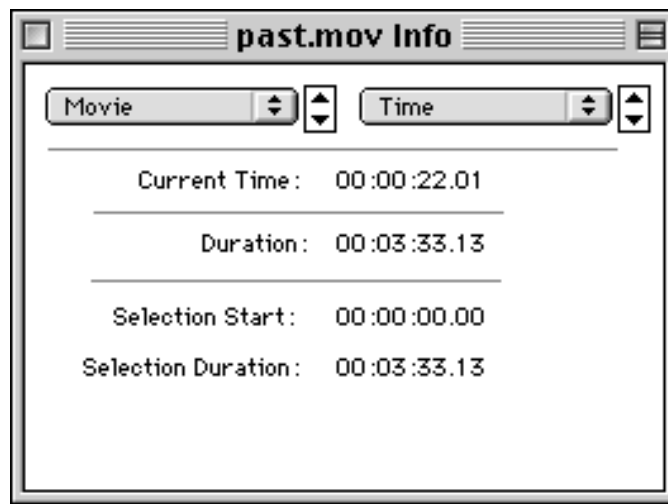 past.mov Info
Movie Time
Current Time: 00:00:22.01
Duration: 00:03:33.13
Selection Start: 00:00:00.00
Selection Duration: 00:03:33.13